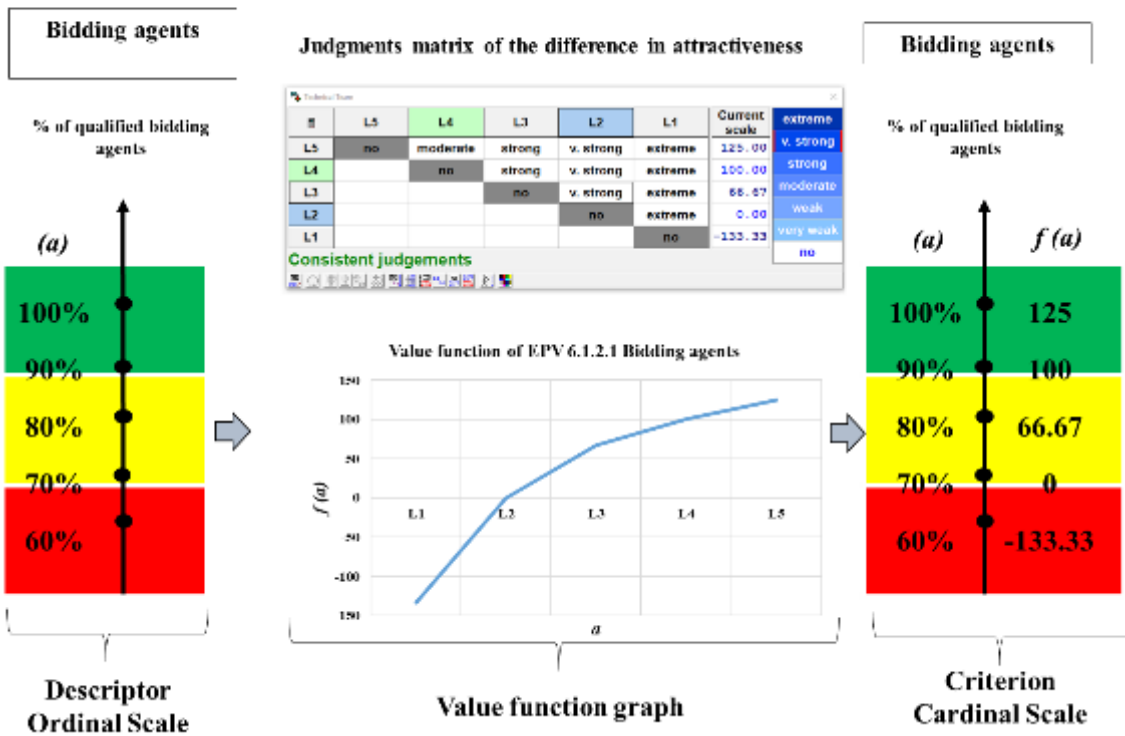 Bidding agents
% of qualified bidding
agents
(a)
100%
90%
80%
70%
60%
Descriptor
Ordinal Scale
Judgments matrix of the difference in attractiveness
Technical Team
L5 L4 L3 L2 L1 Current scale
L5 no moderate strong v. strong extreme 125.00
L4 no strong v. strong extreme 100.00
L3 no v. strong extreme 66.67
L2 no extreme 0.00
L1 no -133.33
extreme
v. strong
strong
moderate
weak
very weak
no
Consistent judgements
Value function of EPV 6.1.2.1 Bidding agents
f (a)
150
100
50
0
-50
-100
150
L1 L2 L3 L4 L5
a
Value function graph
Bidding agents
% of qualified bidding
agents
(a) f (a)
100% 125
90% 100
80% 66.67
70% 0
60% -133.33
Criterion
Cardinal Scale